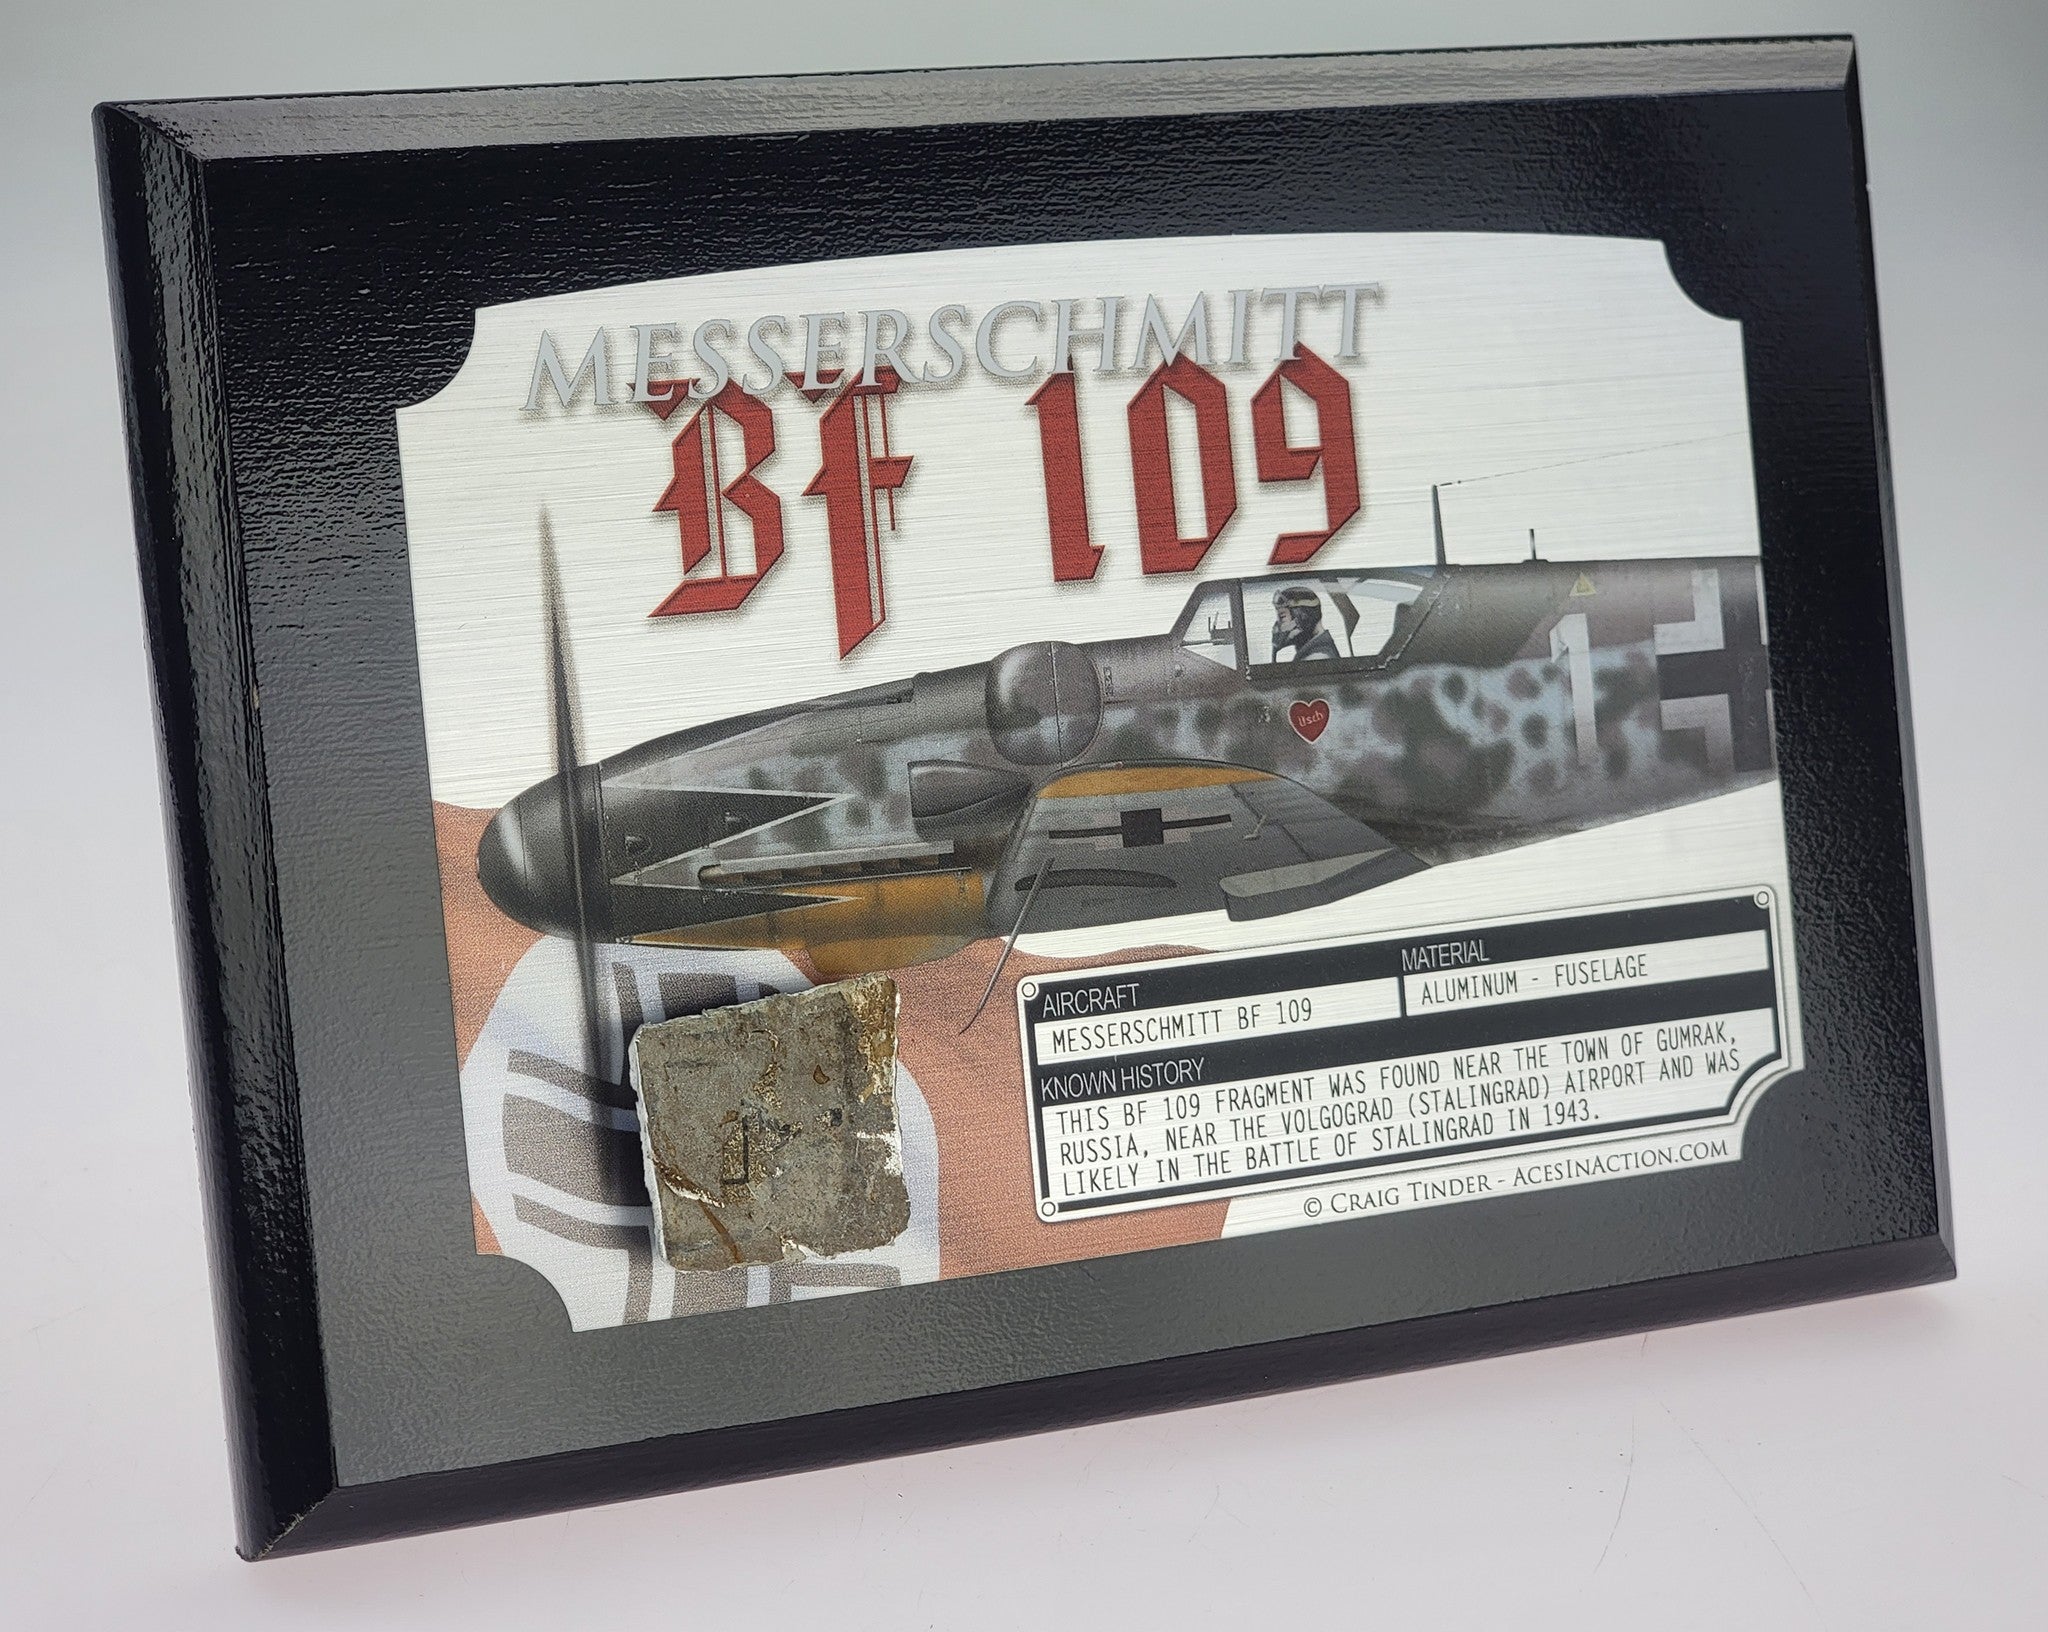 MESSERSCHMITT
BF 109
1
Usch
AIRCRAFT
MESSERSCHMITT BF 109
MATERIAL
ALUMINUM - FUSELAGE
KNOWN HISTORY
THIS BF 109 FRAGMENT WAS FOUND NEAR THE TOWN OF GUMRAK,
RUSSIA, NEAR THE VOLGOGRAD (STALINGRAD) AIRPORT AND WAS
LIKELY IN THE BATTLE OF STALINGRAD IN 1943.
© CRAIG TINDER - ACESINACTION.COM